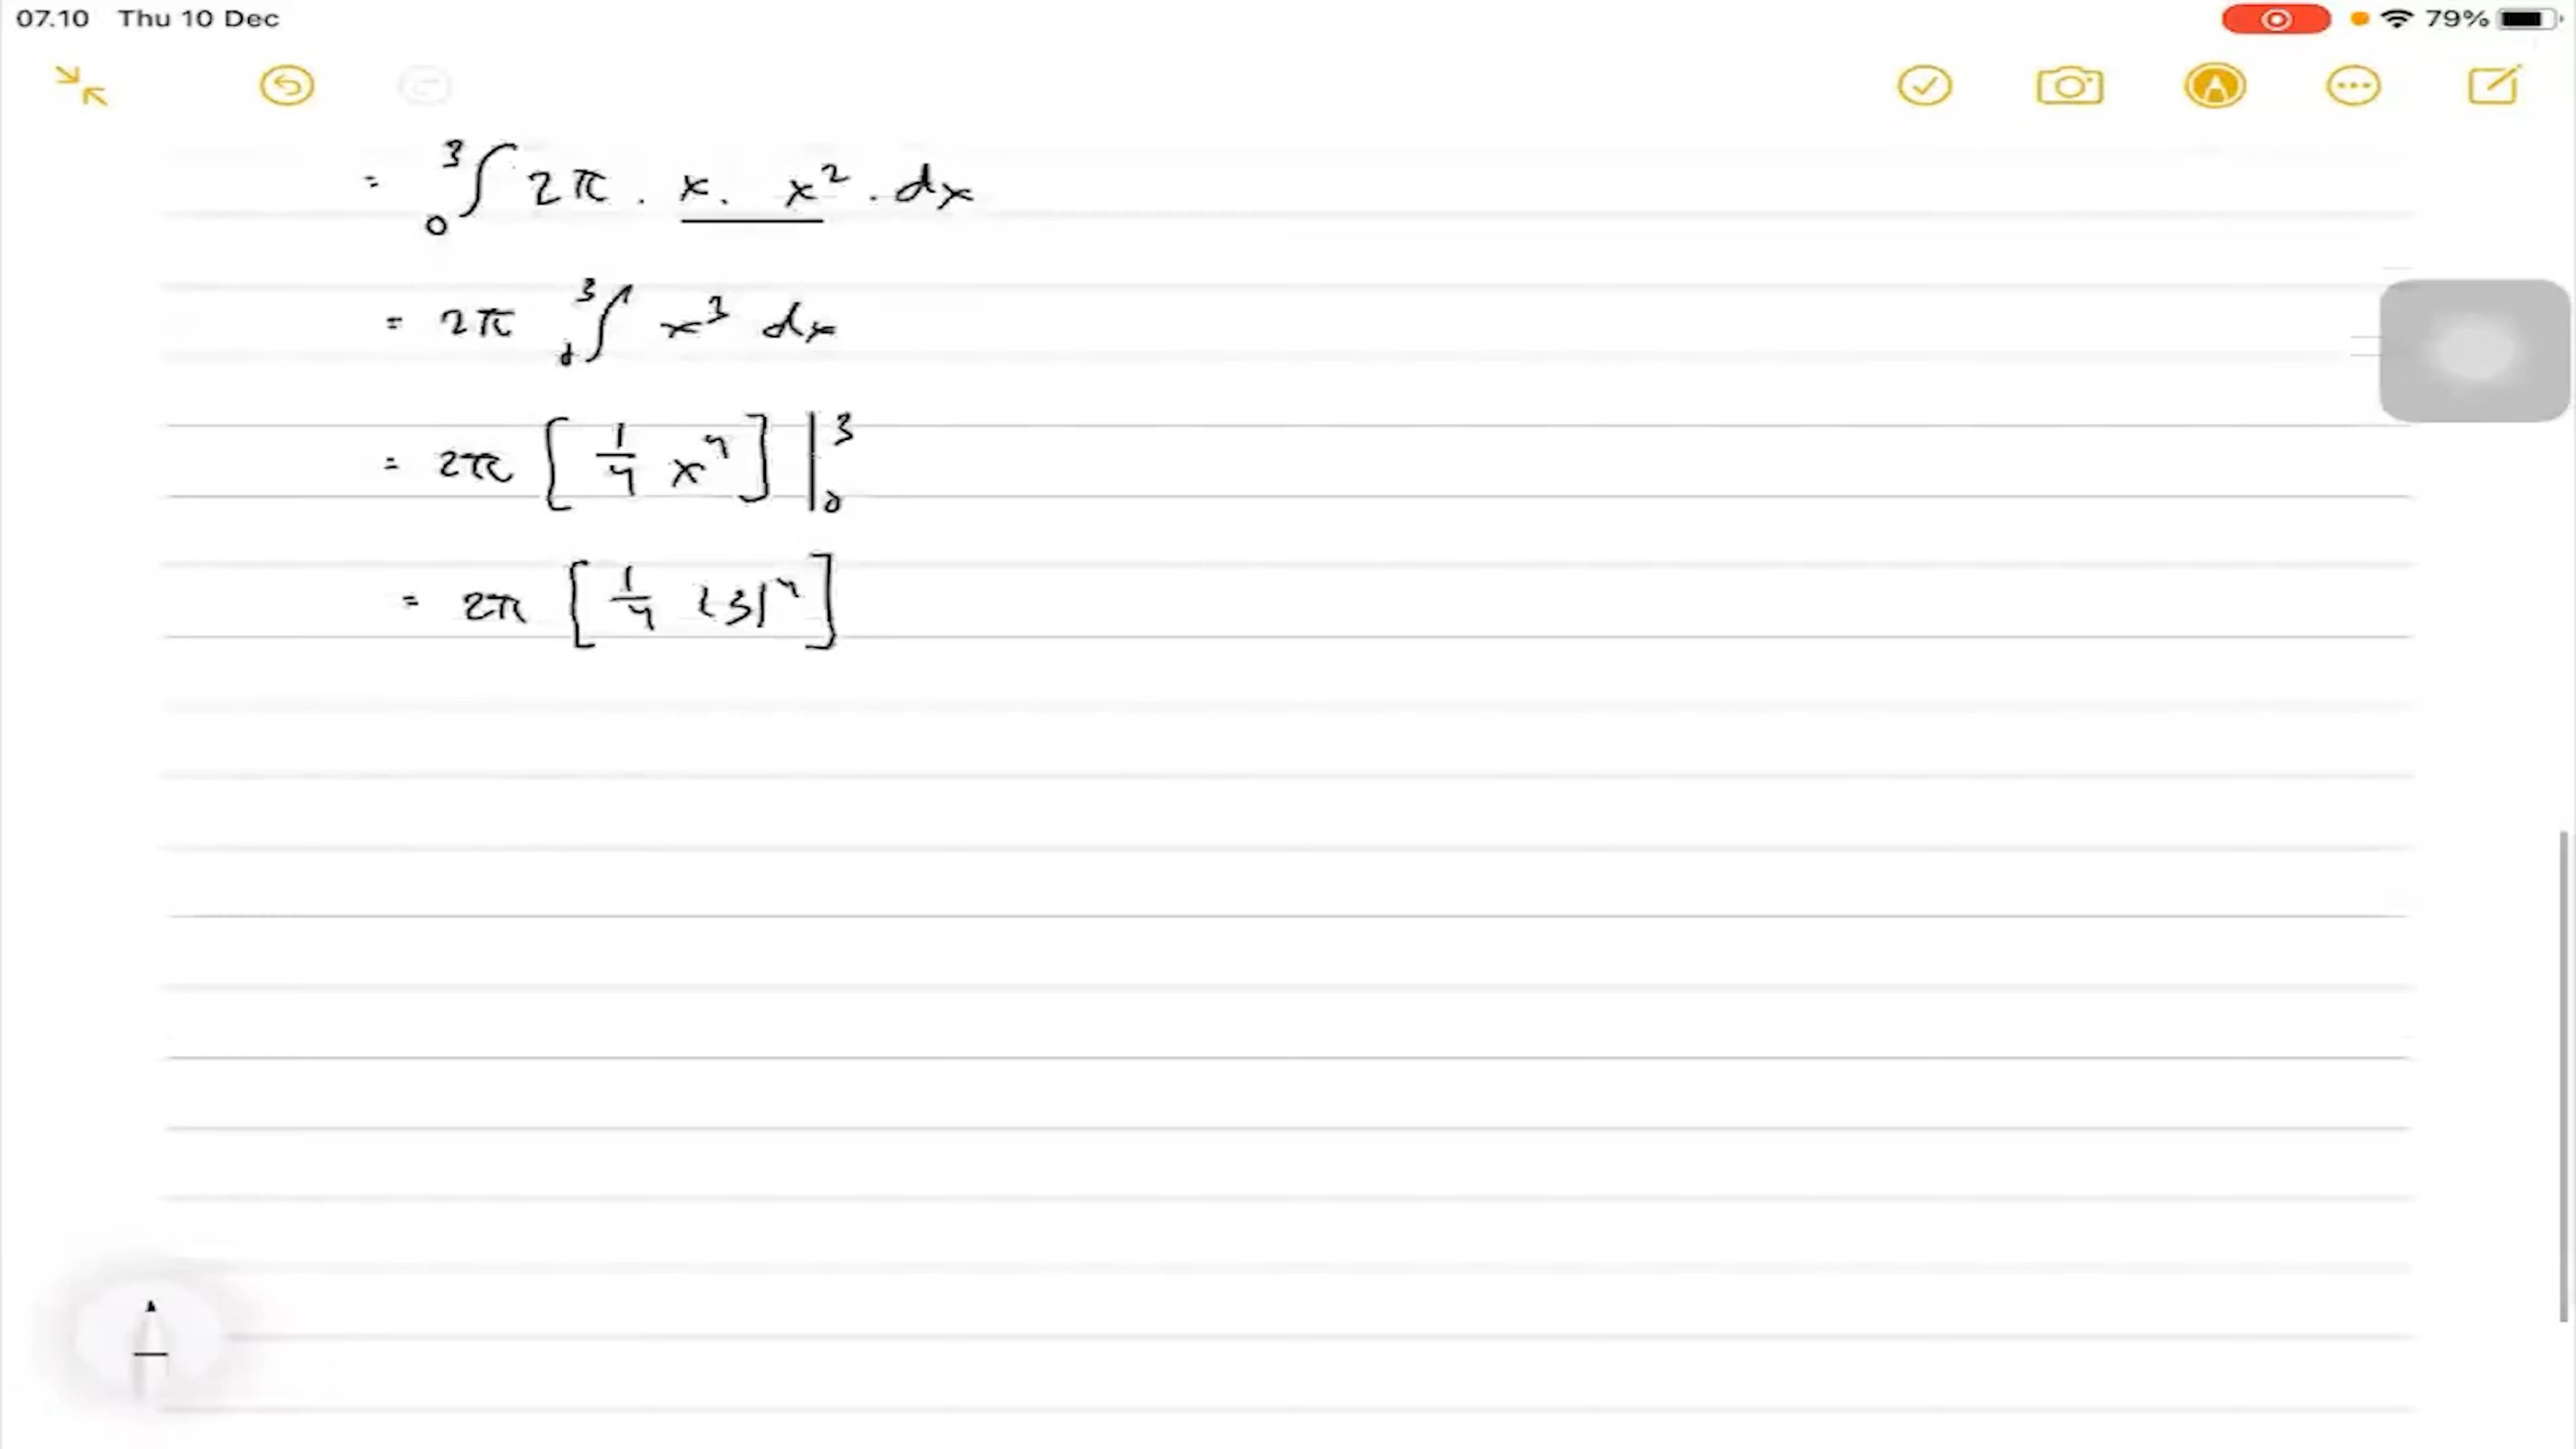 07.10 Thu 10 Dec 79%
= ₀³∫ 2π . x . x² . dx
= 2π ₀³∫ x³ dx
= 2π [ 1/4 x⁴ ] |₀³
= 2π [ 1/4 (3)⁴ ]